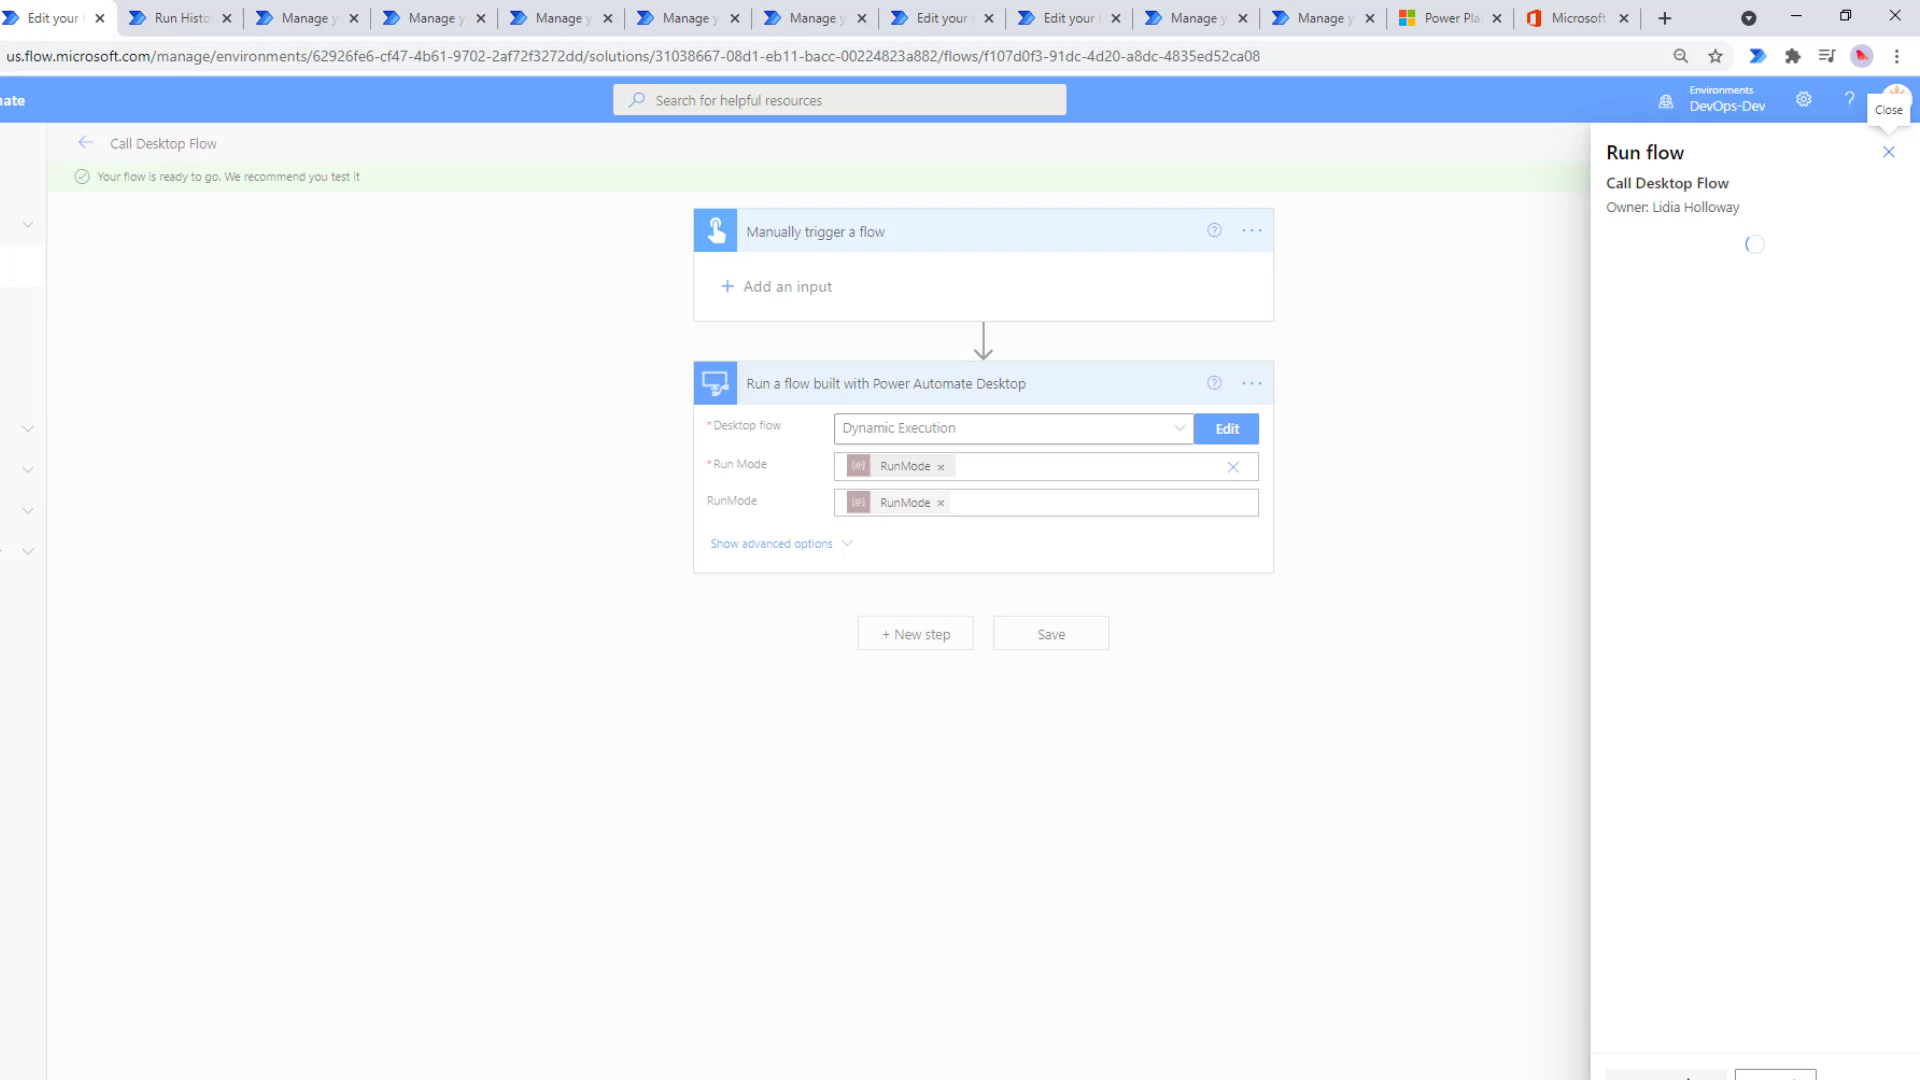 Edit your
Run Histo
Manage y
Manage y
Manage y
Manage y
Manage y
Edit your
Edit your
Manage y
Manage y
Power Pla
Microsoft
us.flow.microsoft.com/manage/environments/62926fe6-cf47-4b61-9702-2af72f3272dd/solutions/31038667-08d1-eb11-bacc-00224823a882/flows/f107d0f3-91dc-4d20-a8dc-4835ed52ca08
nate
Search for helpful resources
Environments
DevOps-Dev
?
Close
Call Desktop Flow
Your flow is ready to go. We recommend you test it
Manually trigger a flow
+ Add an input
Run a flow built with Power Automate Desktop
*Desktop flow
Dynamic Execution
Edit
*Run Mode
RunMode ×
RunMode
RunMode ×
Show advanced options
+ New step
Save
Run flow
Call Desktop Flow
Owner: Lidia Holloway